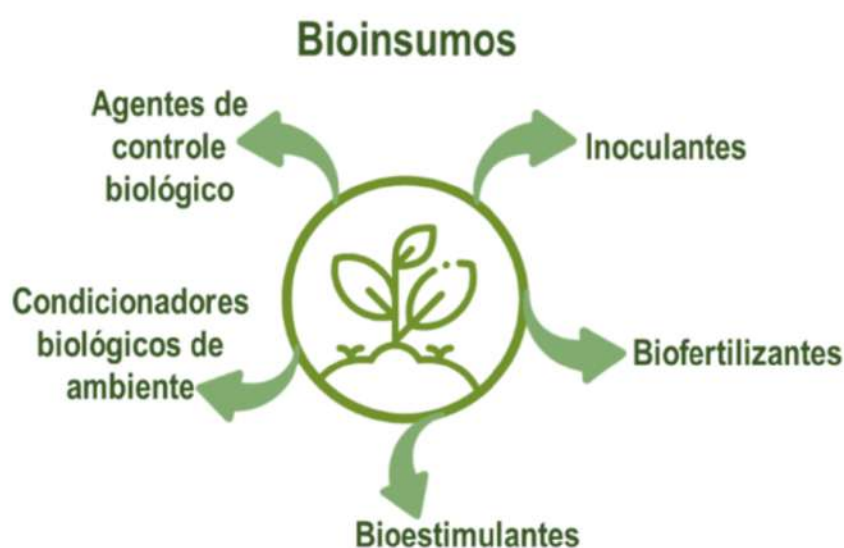 Bioinsumos
Agentes de
controle
biológico
Inoculantes
Condicionadores
biológicos de
ambiente
Biofertilizantes
Bioestimulantes